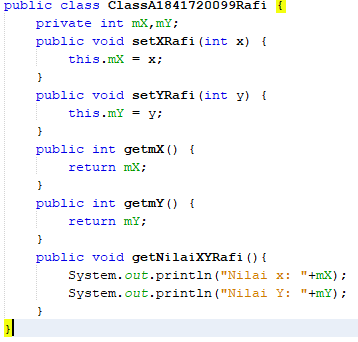 public class ClassA1841720099Rafi {
    private int mX,mY;
    public void setXRafi(int x) {
        this.mX = x;
    }
    public void setYRafi(int y) {
        this.mY = y;
    }
    public int getmX() {
        return mX;
    }
    public int getmY() {
        return mY;
    }
    public void getNilaiXYRafi(){
        System.out.println("Nilai x: "+mX);
        System.out.println("Nilai Y: "+mY);
    }
}